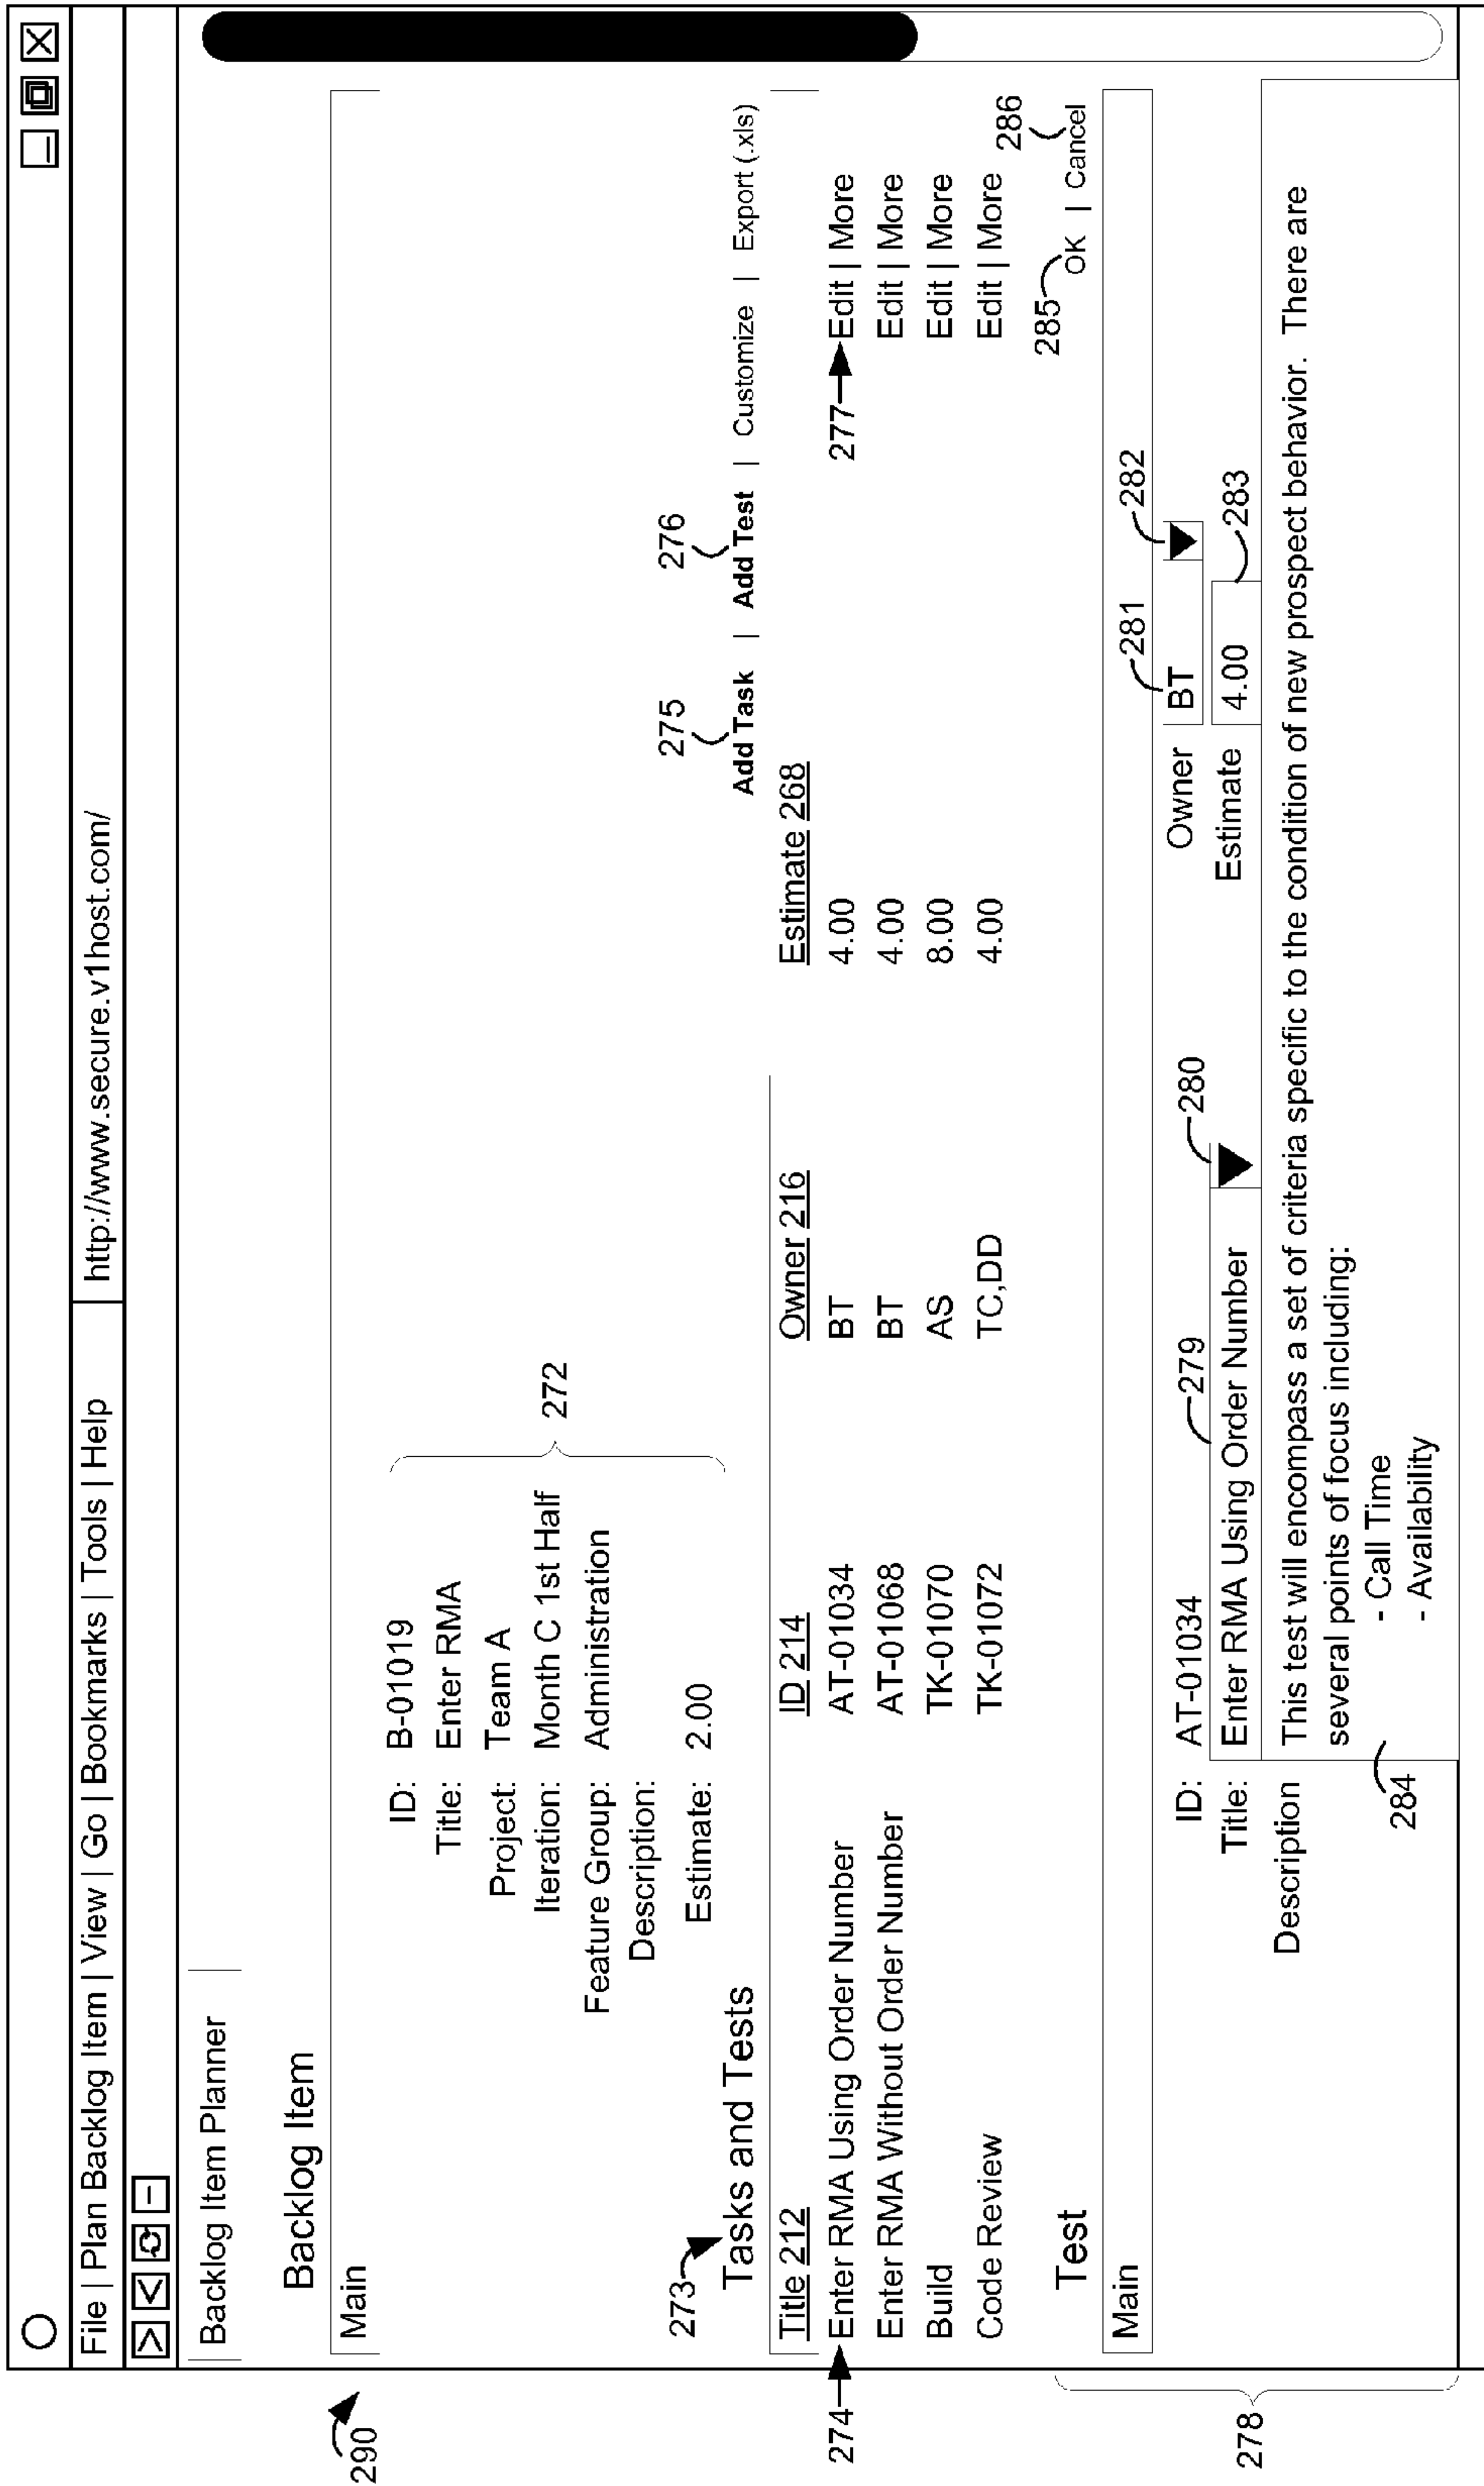 File | Plan Backlog Item | View | Go | Bookmarks | Tools | Help
http://www.secure.v1host.com/
Backlog Item Planner
290
Backlog Item
Main
ID: B-01019
Title: Enter RMA
Project: Team A
Iteration: Month C 1st Half
Feature Group: Administration
Description:
Estimate: 2.00
272
273
Tasks and Tests
275
276
Add Task | Add Test | Customize | Export (.xls)
Title 212 ID 214 Owner 216 Estimate 268
274 Enter RMA Using Order Number AT-01034 BT 4.00 277 Edit | More
Enter RMA Without Order Number AT-01068 BT 4.00 Edit | More
Build TK-01070 AS 8.00 Edit | More
Code Review TK-01072 TC,DD 4.00 Edit | More
278
Test
285
286
OK | Cancel
Main
279
280
281
282
ID: AT-01034 Owner BT
Title: Enter RMA Using Order Number Estimate 4.00
283
Description This test will encompass a set of criteria specific to the condition of new prospect behavior. There are
several points of focus including:
- Call Time
- Availability
284